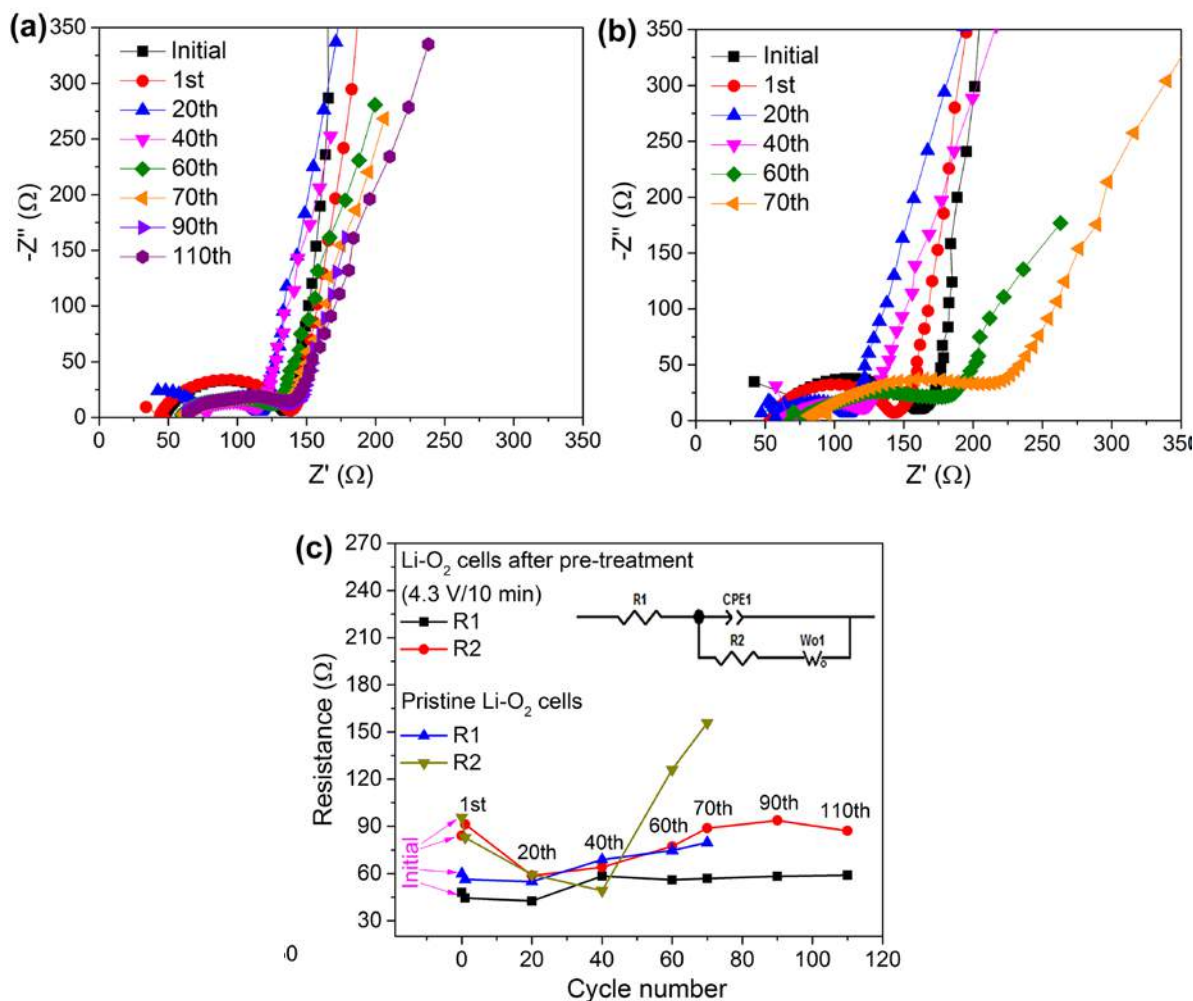 (a)
350
300
250
200
150
100
50
0
-Z" (Ω)
Initial
1st
20th
40th
60th
70th
90th
110th
0 50 100 150 200 250 300 350
Z' (Ω)
(b)
350
300
250
200
150
100
50
0
-Z" (Ω)
Initial
1st
20th
40th
60th
70th
0 50 100 150 200 250 300 350
Z' (Ω)
(c)
270
240
210
180
150
120
90
60
30
Resistance (Ω)
Li-O₂ cells after pre-treatment
(4.3 V/10 min)
R1
R2
Pristine Li-O₂ cells
R1
R2
R1 CPE1
R2 Wo1
Initial
1st
20th
40th
60th
70th
90th
110th
0 20 40 60 80 100 120
Cycle number